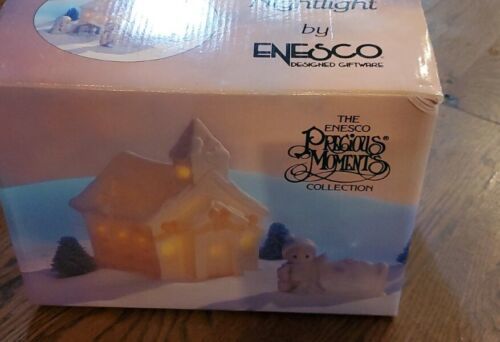 Nightlight
by
ENESCO
DESIGNED GIFTWARE
THE
ENESCO
PRECIOUS
MOMENTS®
COLLECTION